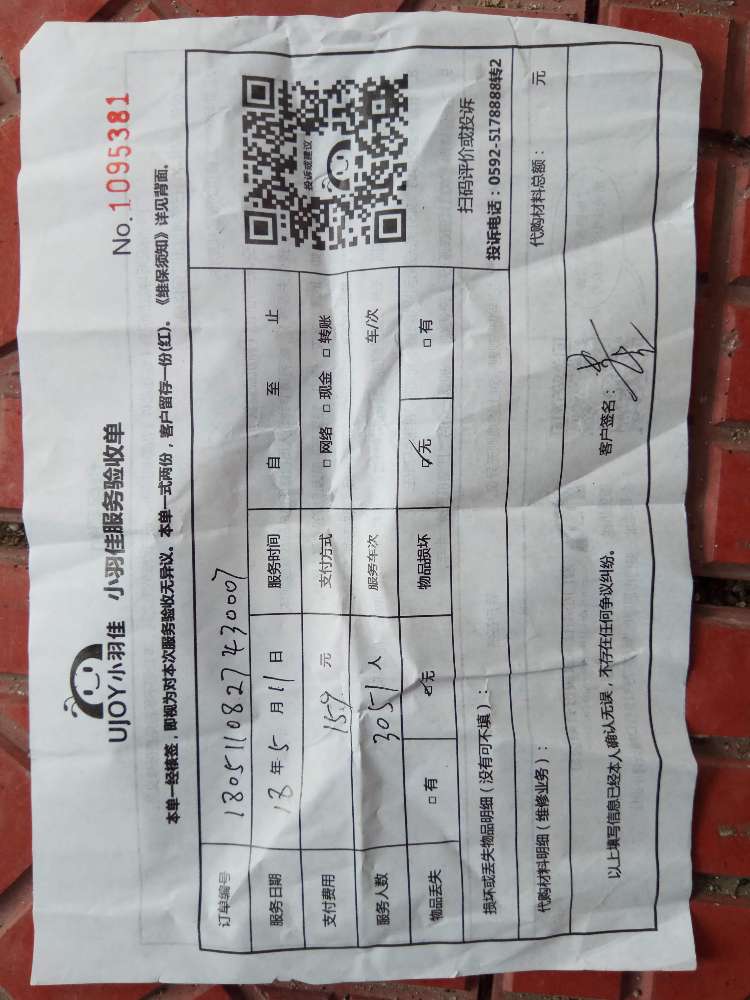 No.1095381
UJOY小羽佳 小羽佳服务验收单
本单一经核签，即视为对本次服务验收无异议。本单一式两份，客户留存一份(红)。《维保须知》详见背面。
订单编号 1805110827430007
服务日期 18年5月11日 服务时间 自 至 止
支付费用 159 元 支付方式 □ 网络 □ 现金 □ 转账
服务人数 3051 人 服务车次 车/次
物品丢失 □ 有 ☑无 物品损坏 ☑无 □ 有
投诉或建议
扫码评价或投诉
投诉电话：0592-5178888转2
损坏或丢失物品明细（没有可不填）：
代购材料明细（维修业务）： 代购材料总额： 元
以上填写信息已经本人确认无误，不存在任何争议纠纷。 客户签名：